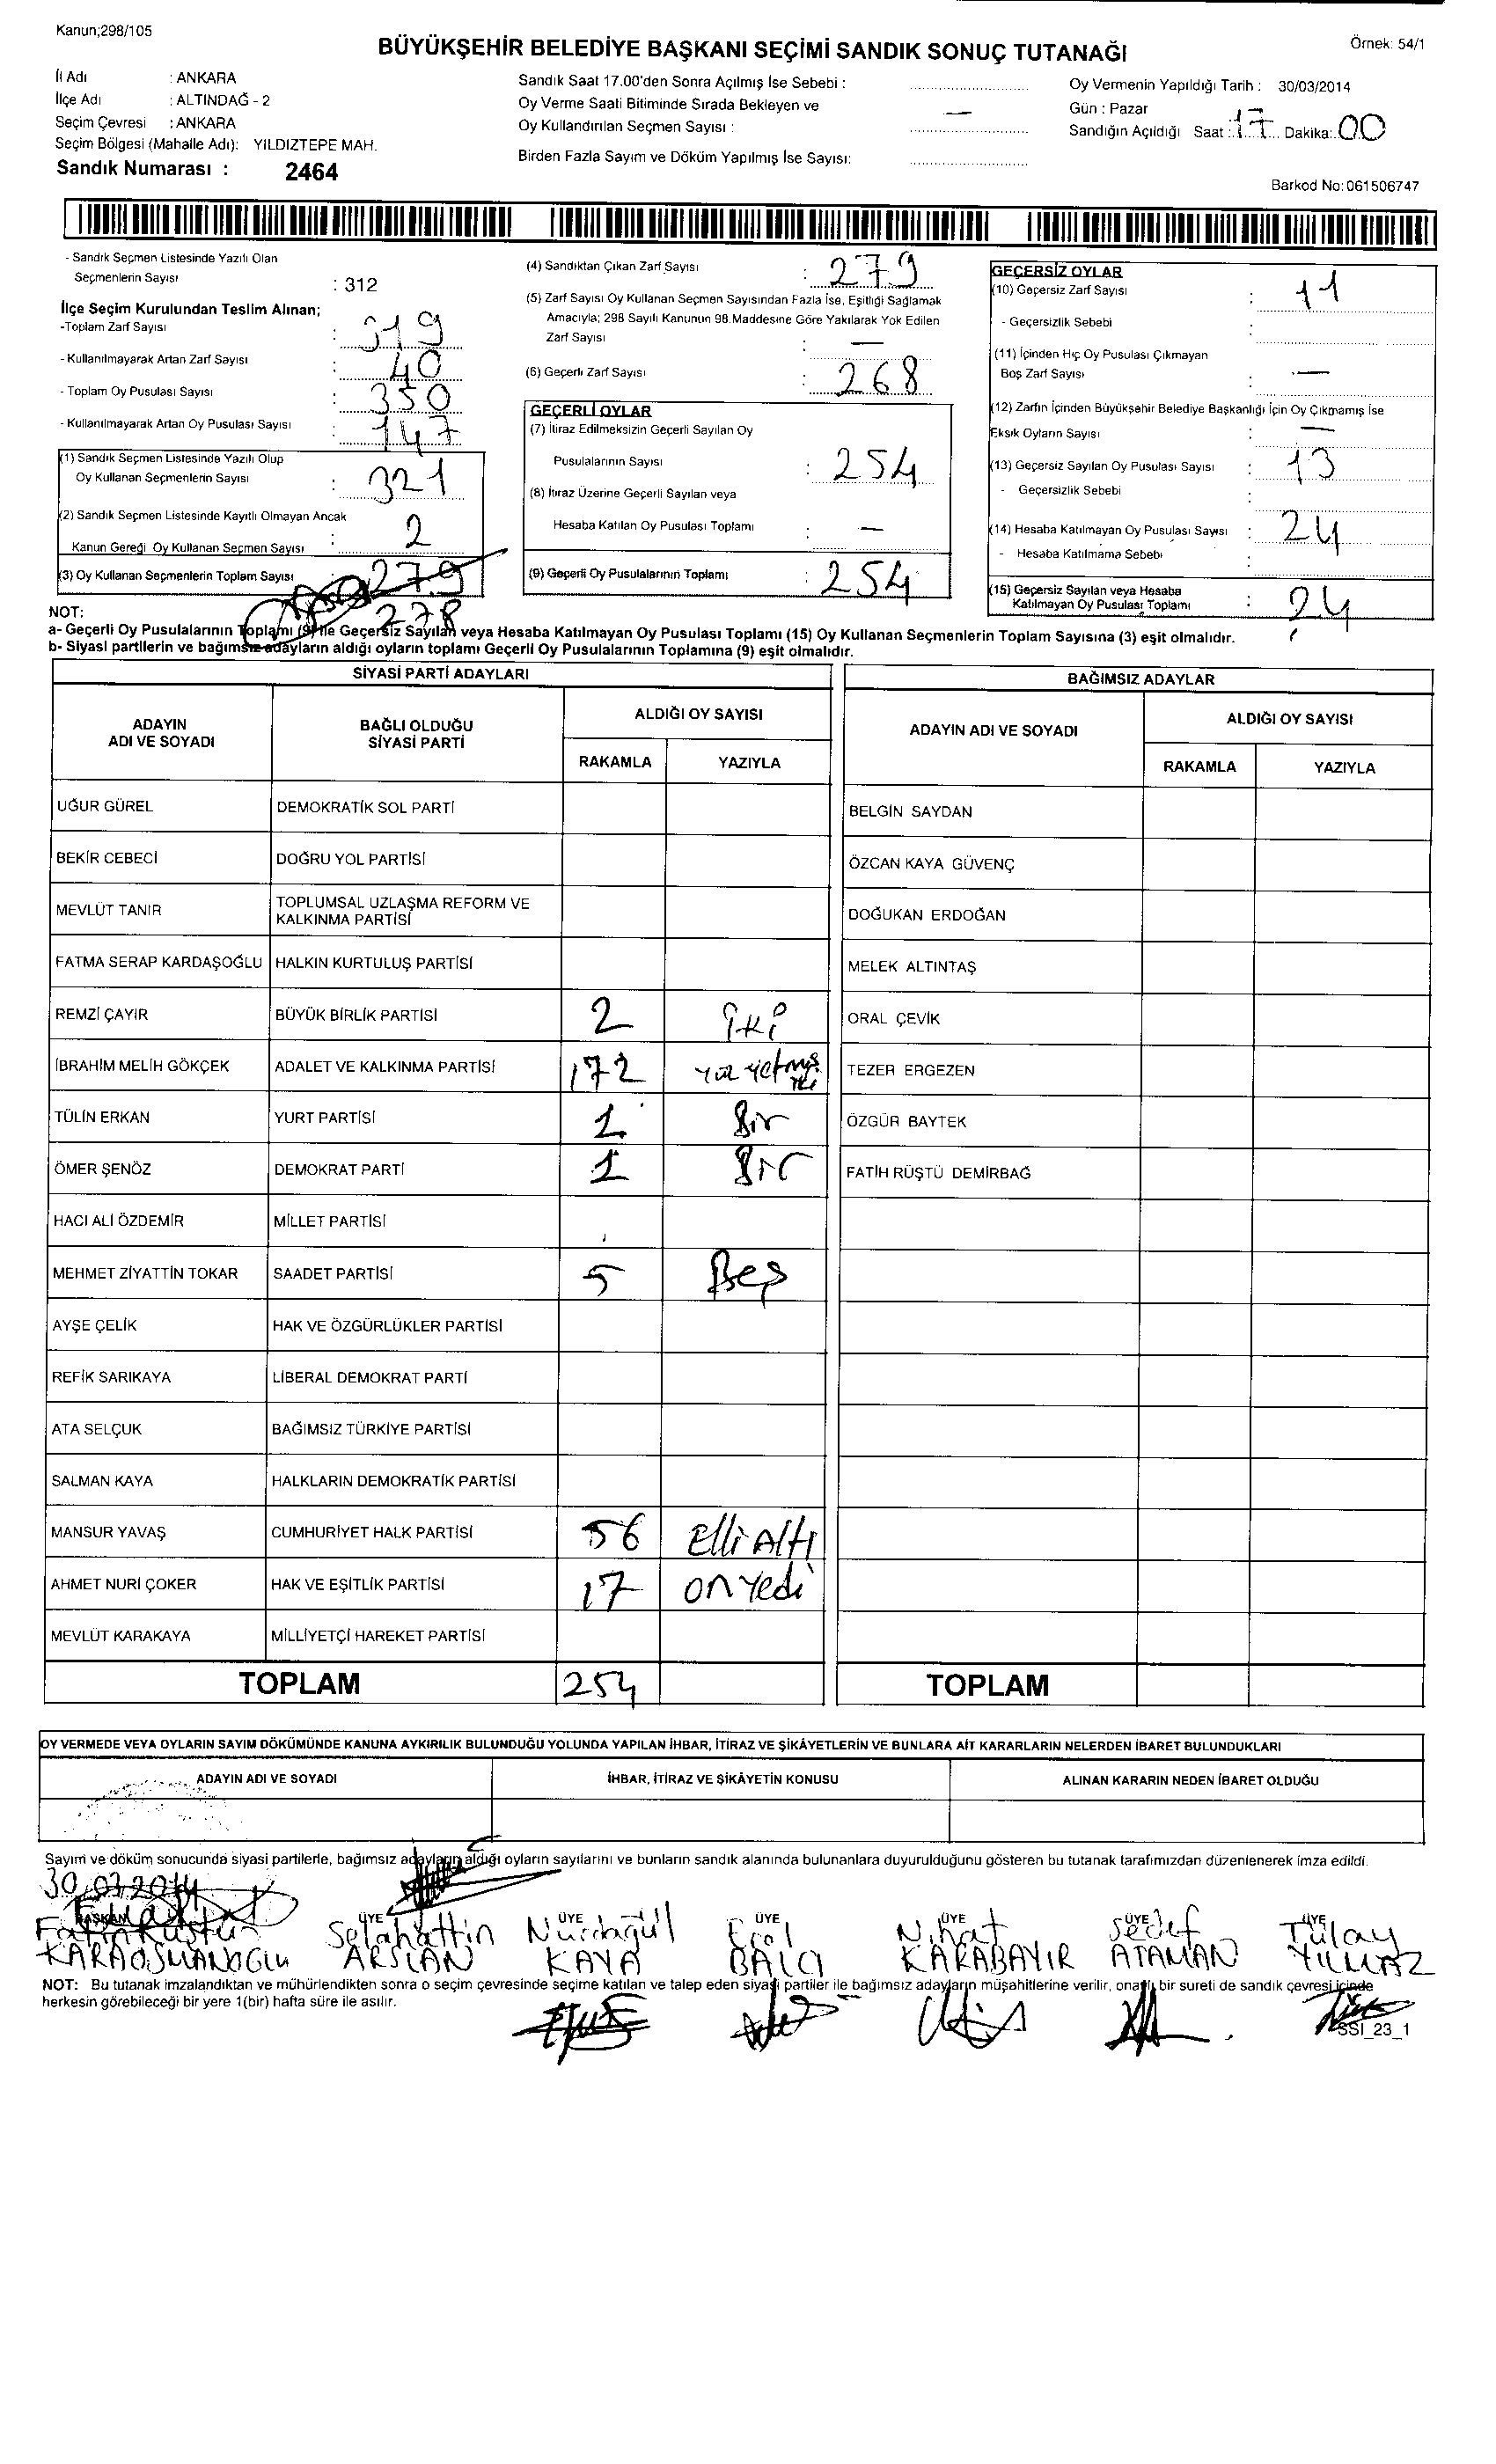 Kanun;298/105
BÜYÜKŞEHİR BELEDİYE BAŞKANI SEÇİMİ SANDIK SONUÇ TUTANAĞI
Örnek: 54/1
İl Adı : ANKARA
İlçe Adı : ALTINDAĞ - 2
Seçim Çevresi : ANKARA
Seçim Bölgesi (Mahalle Adı): YILDIZTEPE MAH.
Sandık Numarası : 2464
Sandık Saat 17.00'den Sonra Açılmış İse Sebebi :
Oy Verme Saati Bitiminde Sırada Bekleyen ve
Oy Kullandırılan Seçmen Sayısı : —
Birden Fazla Sayım ve Döküm Yapılmış İse Sayısı:
Oy Vermenin Yapıldığı Tarih : 30/03/2014
Gün : Pazar
Sandığın Açıldığı Saat : 17 Dakika: 00
Barkod No:061506747
- Sandık Seçmen Listesinde Yazılı Olan
Seçmenlerin Sayısı : 312
İlçe Seçim Kurulundan Teslim Alınan;
-Toplam Zarf Sayısı : 319
- Kullanılmayarak Artan Zarf Sayısı : 40
- Toplam Oy Pusulası Sayısı : 350
- Kullanılmayarak Artan Oy Pusulası Sayısı : 147
(1) Sandık Seçmen Listesinde Yazılı Olup
Oy Kullanan Seçmenlerin Sayısı : 321
(2) Sandık Seçmen Listesinde Kayıtlı Olmayan Ancak
Kanun Gereği Oy Kullanan Seçmen Sayısı : 2
(3) Oy Kullanan Seçmenlerin Toplam Sayısı : 279
278
(4) Sandıktan Çıkan Zarf Sayısı : 279
(5) Zarf Sayısı Oy Kullanan Seçmen Sayısından Fazla İse, Eşitliği Sağlamak
Amacıyla; 298 Sayılı Kanunun 98.Maddesine Göre Yakılarak Yok Edilen
Zarf Sayısı : —
(6) Geçerli Zarf Sayısı : 268
GEÇERLİ OYLAR
(7) İtiraz Edilmeksizin Geçerli Sayılan Oy
Pusulalarının Sayısı : 254
(8) İtiraz Üzerine Geçerli Sayılan veya
Hesaba Katılan Oy Pusulası Toplamı : —
(9) Geçerli Oy Pusulalarının Toplamı : 254
GEÇERSİZ OYLAR
(10) Geçersiz Zarf Sayısı : 11
- Geçersizlik Sebebi :
(11) İçinden Hiç Oy Pusulası Çıkmayan
Boş Zarf Sayısı : —
(12) Zarfın İçinden Büyükşehir Belediye Başkanlığı İçin Oy Çıkmamış İse
Eksik Oyların Sayısı : —
(13) Geçersiz Sayılan Oy Pusulası Sayısı : 13
- Geçersizlik Sebebi :
(14) Hesaba Katılmayan Oy Pusulası Sayısı : 24
- Hesaba Katılmama Sebebi :
(15) Geçersiz Sayılan veya Hesaba
Katılmayan Oy Pusulası Toplamı : 24
NOT:
a- Geçerli Oy Pusulalarının Toplamı (9) ile Geçersiz Sayılan veya Hesaba Katılmayan Oy Pusulası Toplamı (15) Oy Kullanan Seçmenlerin Toplam Sayısına (3) eşit olmalıdır.
b- Siyasi partilerin ve bağımsız adayların aldığı oyların toplamı Geçerli Oy Pusulalarının Toplamına (9) eşit olmalıdır.
SİYASİ PARTİ ADAYLARI
ADAYIN ADI VE SOYADI BAĞLI OLDUĞU SİYASİ PARTİ ALDIĞI OY SAYISI
RAKAMLA YAZIYLA
UĞUR GÜREL DEMOKRATİK SOL PARTİ
BEKİR CEBECİ DOĞRU YOL PARTİSİ
MEVLÜT TANIR TOPLUMSAL UZLAŞMA REFORM VE KALKINMA PARTİSİ
FATMA SERAP KARDAŞOĞLU HALKIN KURTULUŞ PARTİSİ
REMZİ ÇAYIR BÜYÜK BİRLİK PARTİSİ 2 iki
İBRAHİM MELİH GÖKÇEK ADALET VE KALKINMA PARTİSİ 172 yüz yetmiş iki
TÜLİN ERKAN YURT PARTİSİ 1 Bir
ÖMER ŞENÖZ DEMOKRAT PARTİ 1 Bir
HACI ALİ ÖZDEMİR MİLLET PARTİSİ
MEHMET ZİYATTİN TOKAR SAADET PARTİSİ 5 Beş
AYŞE ÇELİK HAK VE ÖZGÜRLÜKLER PARTİSİ
REFİK SARIKAYA LİBERAL DEMOKRAT PARTİ
ATA SELÇUK BAĞIMSIZ TÜRKİYE PARTİSİ
SALMAN KAYA HALKLARIN DEMOKRATİK PARTİSİ
MANSUR YAVAŞ CUMHURİYET HALK PARTİSİ 56 Elli Altı
AHMET NURİ ÇOKER HAK VE EŞİTLİK PARTİSİ 17 on yedi
MEVLÜT KARAKAYA MİLLİYETÇİ HAREKET PARTİSİ
TOPLAM 254
BAĞIMSIZ ADAYLAR
ADAYIN ADI VE SOYADI ALDIĞI OY SAYISI
RAKAMLA YAZIYLA
BELGİN SAYDAN
ÖZCAN KAYA GÜVENÇ
DOĞUKAN ERDOĞAN
MELEK ALTINTAŞ
ORAL ÇEVİK
TEZER ERGEZEN
ÖZGÜR BAYTEK
FATİH RÜŞTÜ DEMİRBAĞ
TOPLAM
OY VERMEDE VEYA OYLARIN SAYIM DÖKÜMÜNDE KANUNA AYKIRILIK BULUNDUĞU YOLUNDA YAPILAN İHBAR, İTİRAZ VE ŞİKÂYETLERİN VE BUNLARA AİT KARARLARIN NELERDEN İBARET BULUNDUKLARI
ADAYIN ADI VE SOYADI İHBAR, İTİRAZ VE ŞİKÂYETİN KONUSU ALINAN KARARIN NEDEN İBARET OLDUĞU
Sayım ve döküm sonucunda siyasi partilerle, bağımsız adayların aldığı oyların sayılarını ve bunların sandık alanında bulunanlara duyurulduğunu gösteren bu tutanak tarafımızdan düzenlenerek imza edildi.
30.03.2014
BAŞKAN ÜYE ÜYE ÜYE ÜYE ÜYE ÜYE
Fatih Rüştü Selahattin Nurdagül Erol Nihat Sedef Tülay
KARAOSMANOGLU ARSLAN KAYA BALCI KARABAYIR ATAMAN YILMAZ
NOT: Bu tutanak imzalandıktan ve mühürlendikten sonra o seçim çevresinde seçime katılan ve talep eden siyasi partiler ile bağımsız adayların müşahitlerine verilir, onaylı bir sureti de sandık çevresi içinde
herkesin görebileceği bir yere 1(bir) hafta süre ile asılır.
SSI_23_1